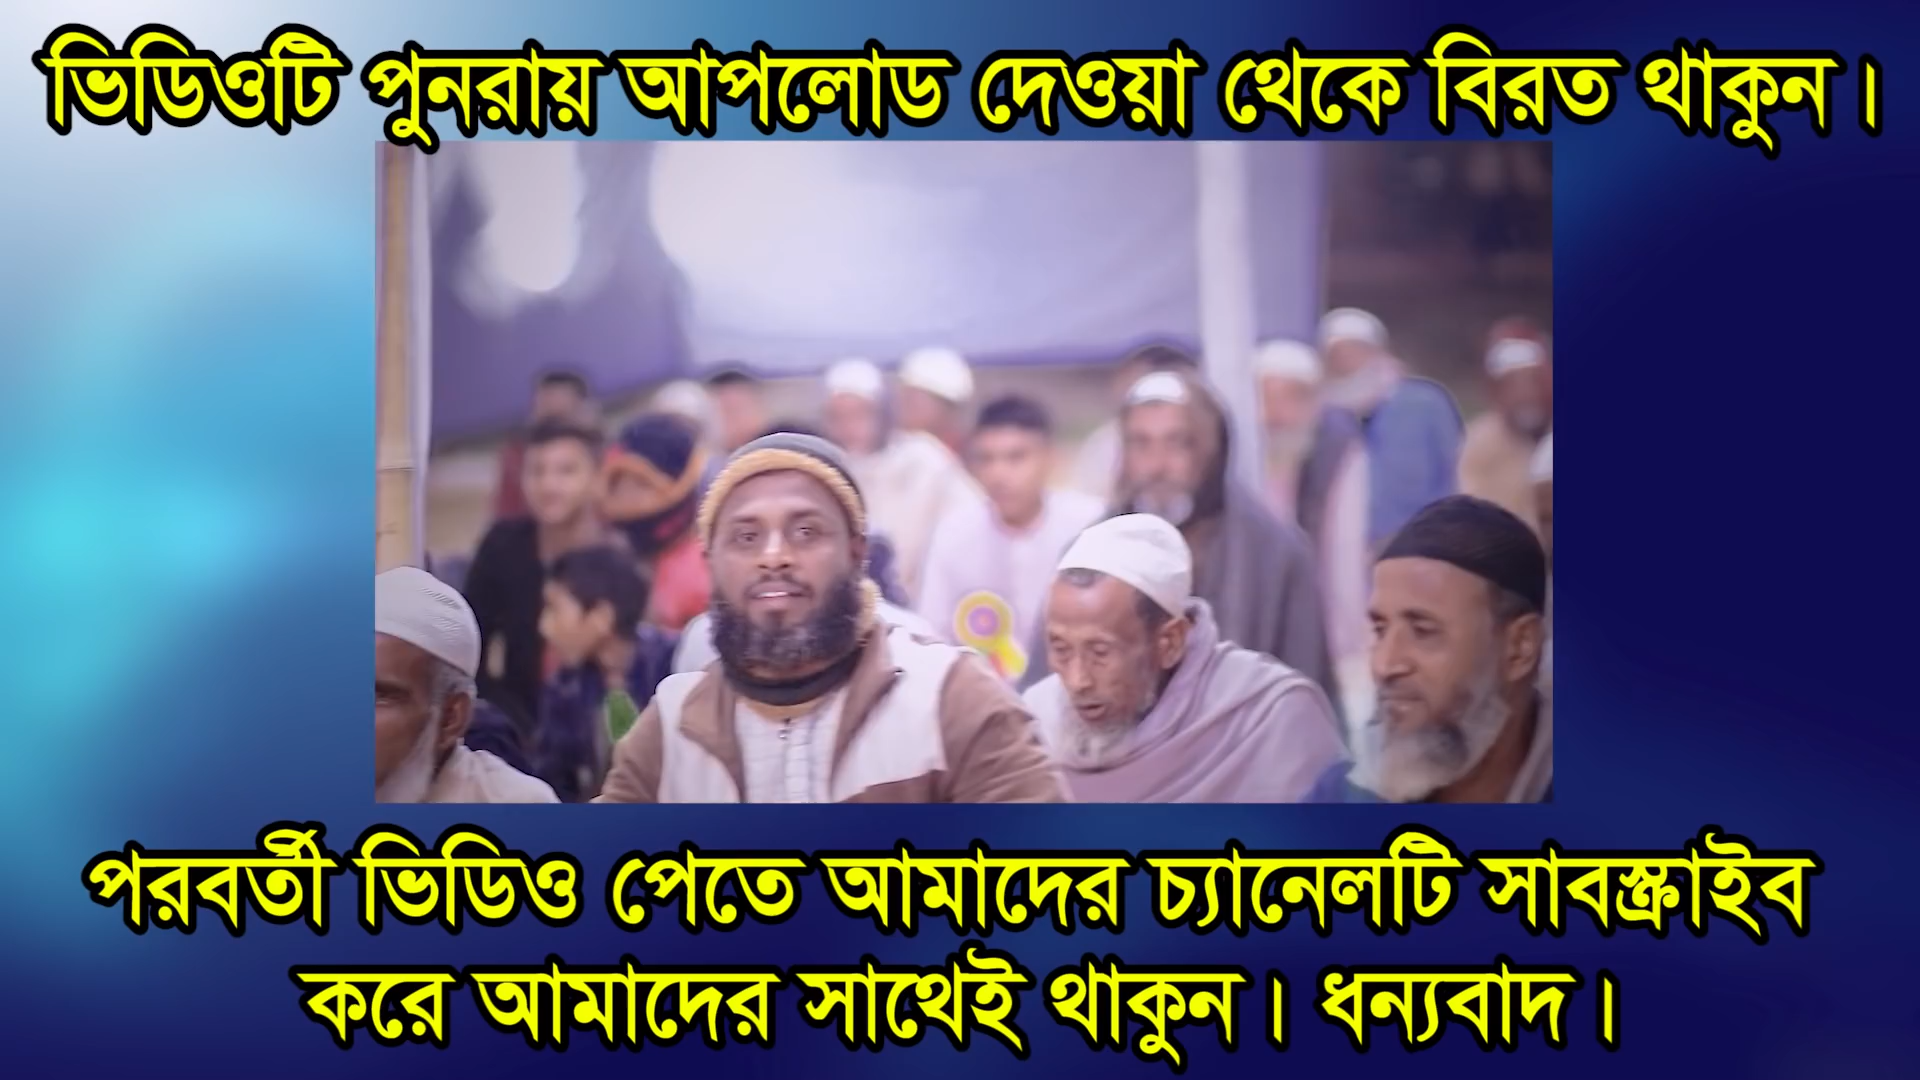 ভিডিওটি পুনরায় আপলোড দেওয়া থেকে বিরত থাকুন।
পরবর্তী ভিডিও পেতে আমাদের চ্যানেলটি সাবস্ক্রাইব
করে আমাদের সাথেই থাকুন। ধন্যবাদ।